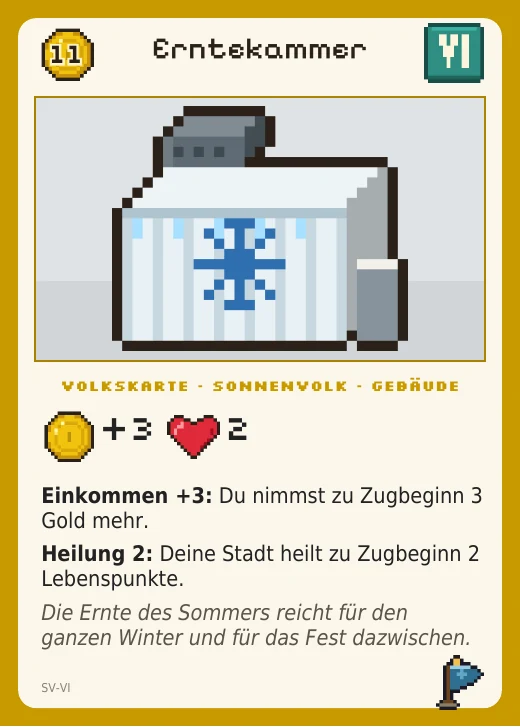 11
Erntekammer
VI
VOLKSKARTE - SONNENVOLK - GEBÄUDE
+3
2
Einkommen +3: Du nimmst zu Zugbeginn 3
Gold mehr.
Heilung 2: Deine Stadt heilt zu Zugbeginn 2
Lebenspunkte.
Die Ernte des Sommers reicht für den
ganzen Winter und für das Fest dazwischen.
SV-VI